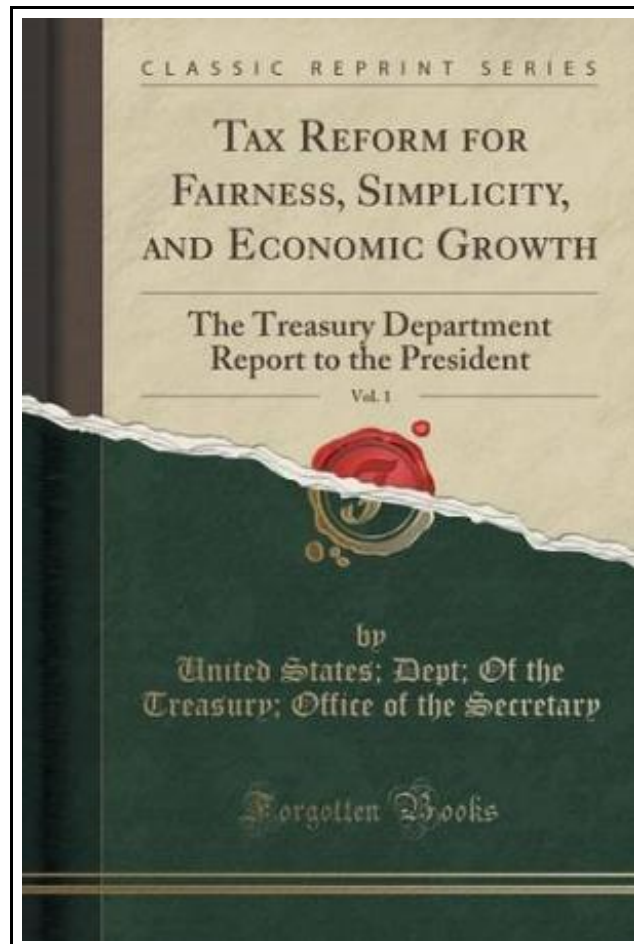 CLASSIC REPRINT SERIES
TAX REFORM FOR
FAIRNESS, SIMPLICITY,
AND ECONOMIC GROWTH
The Treasury Department
Report to the President
Vol. 1
F
by
United States; Dept; Of the
Treasury; Office of the Secretary
Forgotten Books